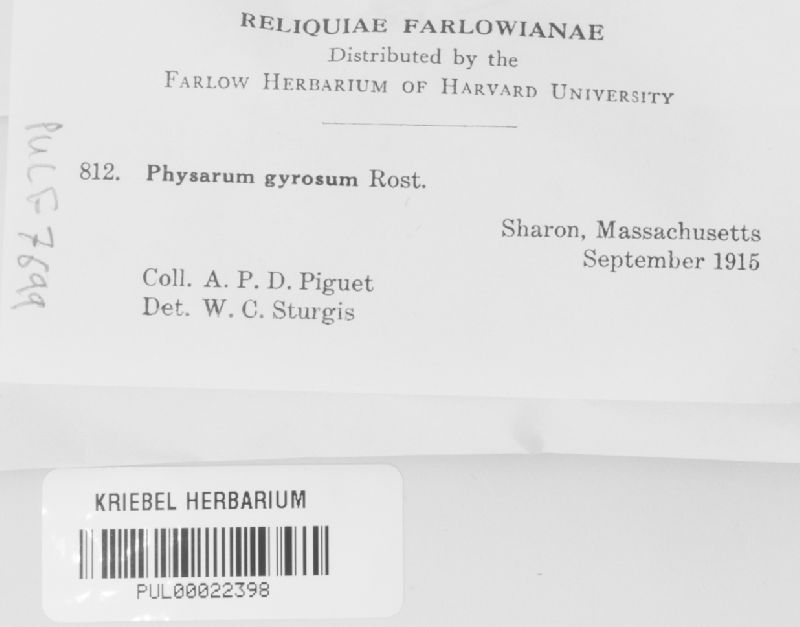 RELIQUIAE FARLOWIANAE
Distributed by the
FARLOW HERBARIUM OF HARVARD UNIVERSITY
812. Physarum gyrosum Rost.
Sharon, Massachusetts
September 1915
Coll. A. P. D. Piguet
Det. W. C. Sturgis
PUL F 7699
KRIEBEL HERBARIUM
PUL00022398